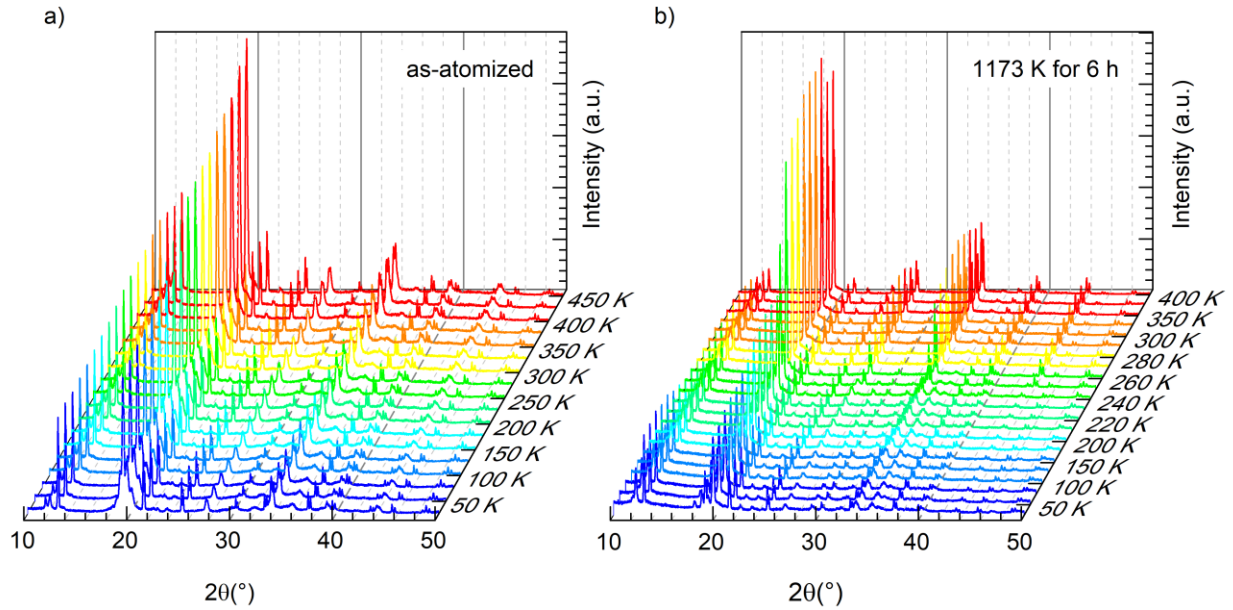 a)
as-atomized
Intensity (a.u.)
450 K
400 K
350 K
300 K
250 K
200 K
150 K
100 K
50 K
10 20 30 40 50
2θ(°)
b)
1173 K for 6 h
Intensity (a.u.)
400 K
350 K
300 K
280 K
260 K
240 K
220 K
200 K
150 K
100 K
50 K
10 20 30 40 50
2θ(°)